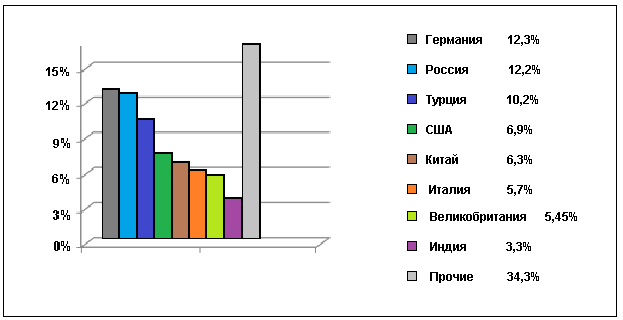 15%
12%
9%
6%
3%
0%
Германия 12,3%
Россия 12,2%
Турция 10,2%
США 6,9%
Китай 6,3%
Италия 5,7%
Великобритания 5,45%
Индия 3,3%
Прочие 34,3%